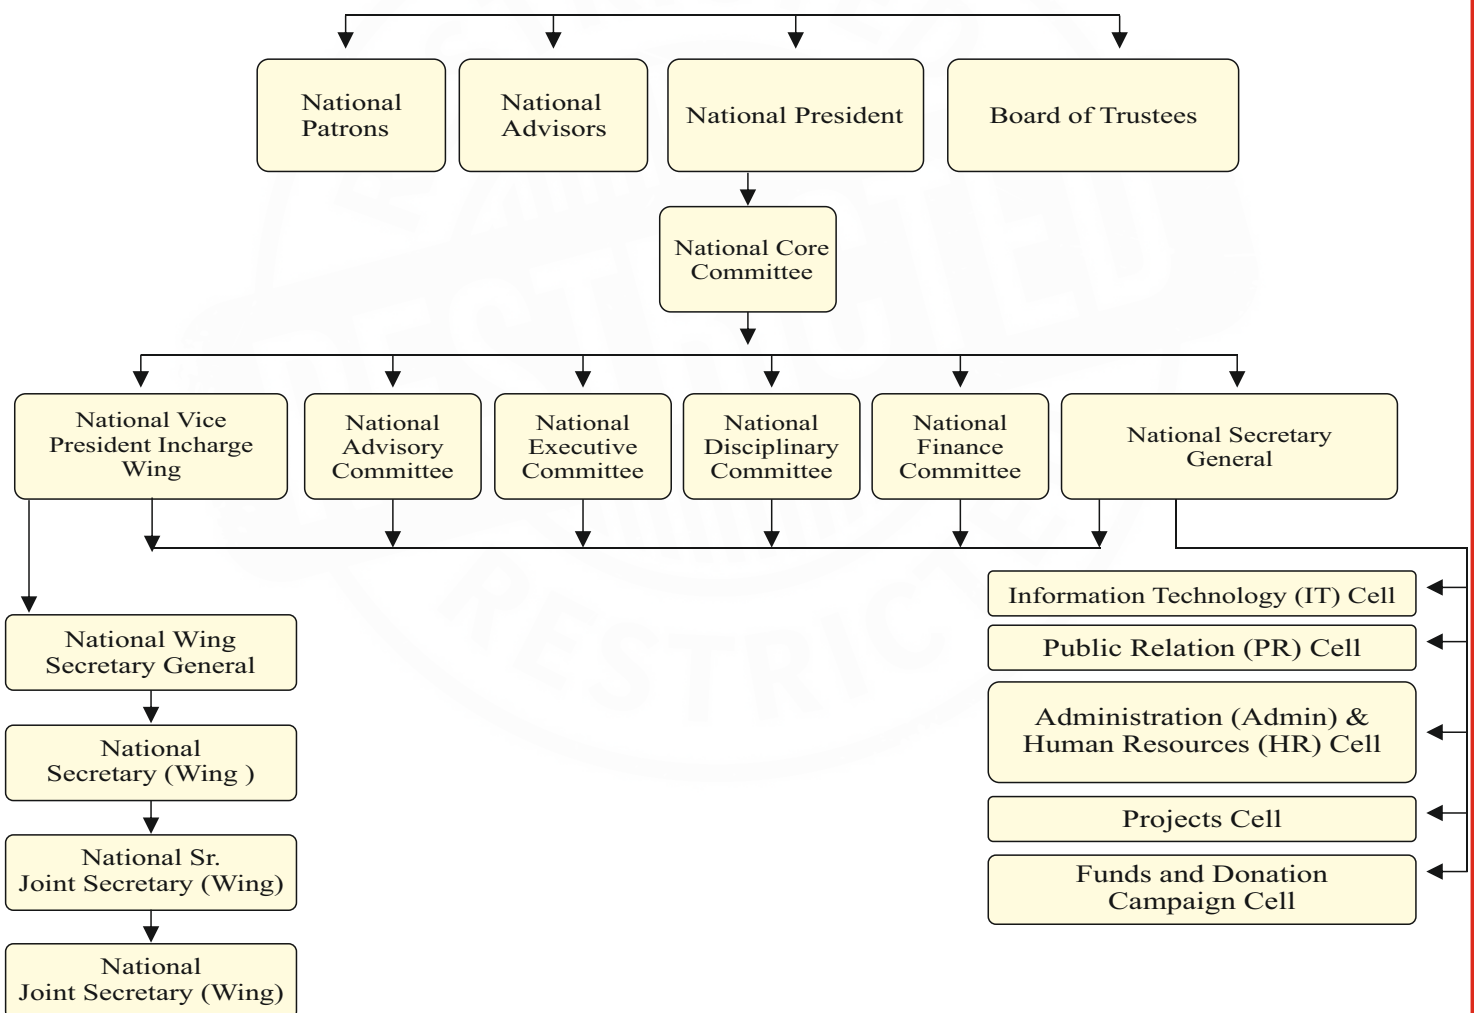 National
Patrons
National
Advisors
National President
Board of Trustees
National Core
Committee
National Vice
President Incharge
Wing
National
Advisory
Committee
National
Executive
Committee
National
Disciplinary
Committee
National
Finance
Committee
National Secretary
General
Information Technology (IT) Cell
Public Relation (PR) Cell
Administration (Admin) &
Human Resources (HR) Cell
Projects Cell
Funds and Donation
Campaign Cell
National Wing
Secretary General
National
Secretary (Wing )
National Sr.
Joint Secretary (Wing)
National
Joint Secretary (Wing)
RESTRICTED
RESTRICTED